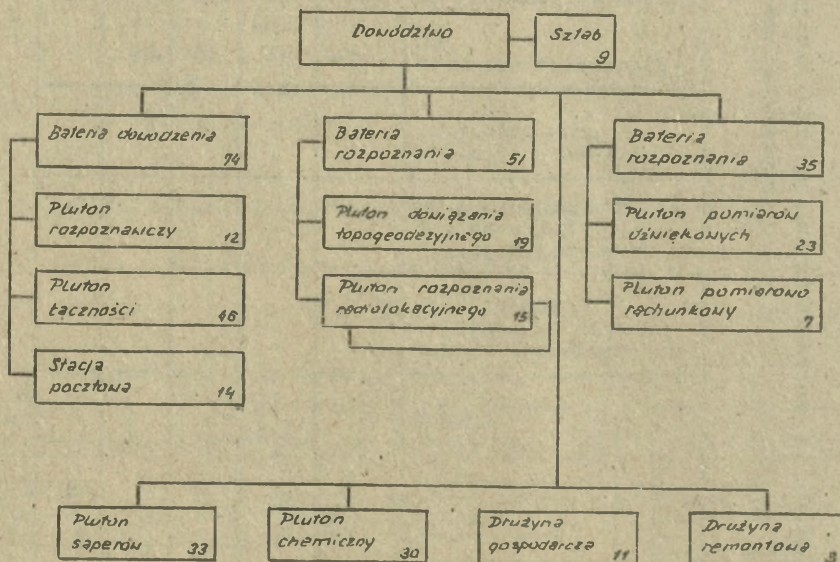 Dowództwo
Sztab
9
Bateria dowodzenia
74
Pluton
rozpoznawczy
12
Pluton
łączności
46
Stacja
pocztowa
14
Bateria
rozpoznania
51
Pluton dowiązania
topogeodezyjnego 19
Pluton rozpoznania
radiolokacyjnego 15
Bateria
rozpoznania
35
Pluton pomiarów
dźwiękowych
23
Pluton pomiarowo
rachunkowy
7
Pluton
saperów 33
Pluton
chemiczny 30
Drużyna
gospodarcza 11
Drużyna
remontowa